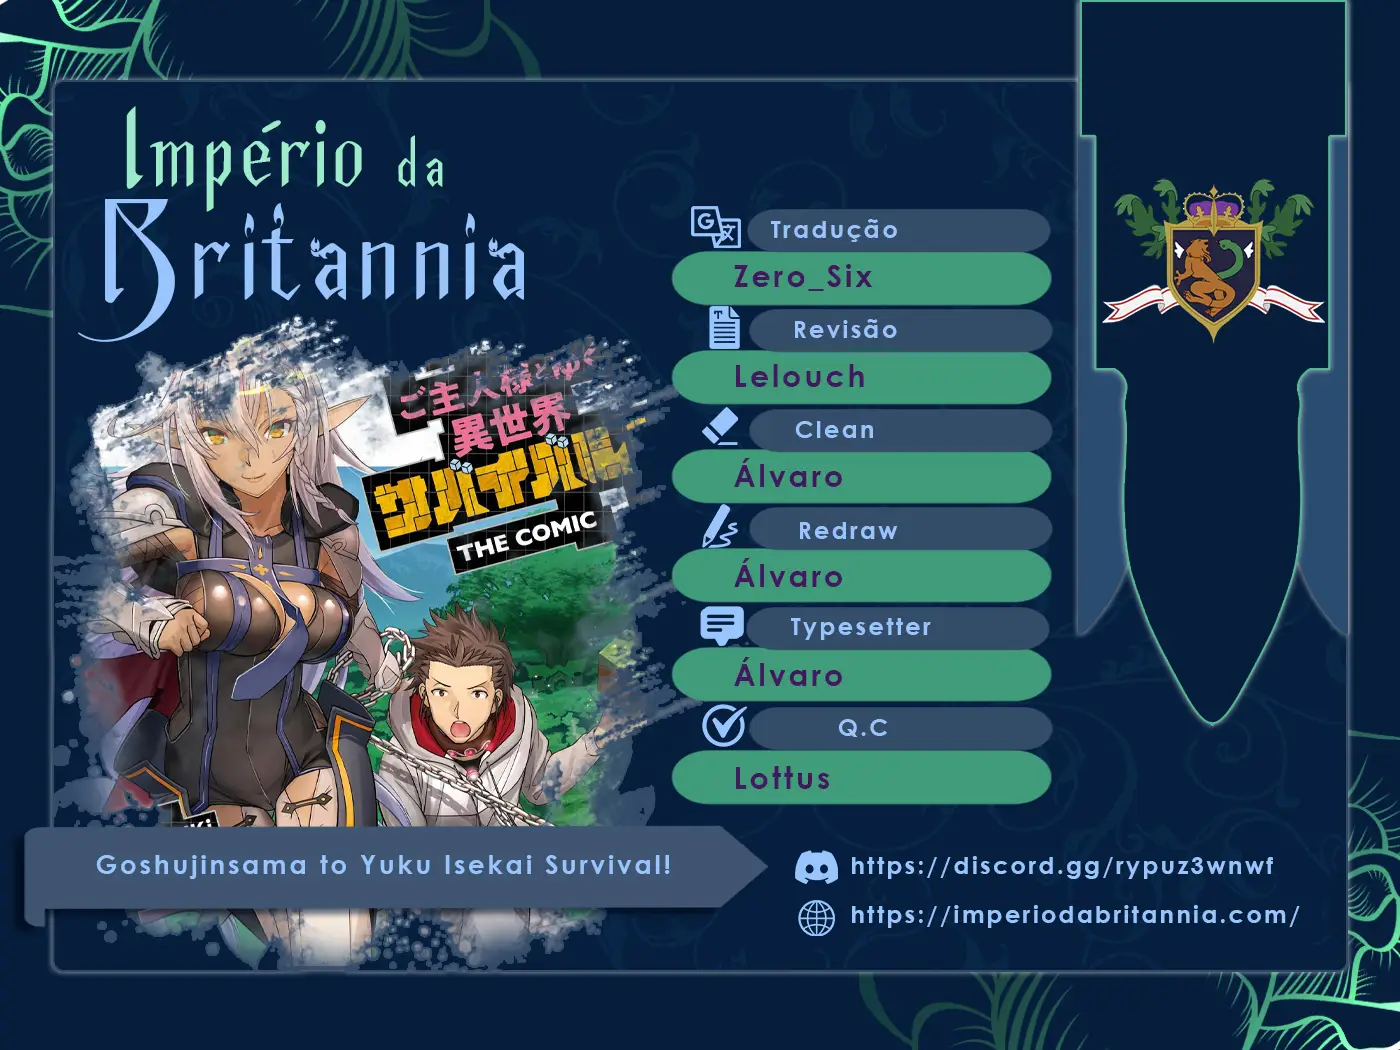 Império da
Britannia
ご主人様とゆく
異世界
サバイバル
THE COMIC
Tradução
Zero_Six
Revisão
Lelouch
Clean
Álvaro
Redraw
Álvaro
Typesetter
Álvaro
Q.C
Lottus
Goshujinsama to Yuku Isekai Survival!
https://discord.gg/rypuz3wnwf
https://imperiodabritannia.com/